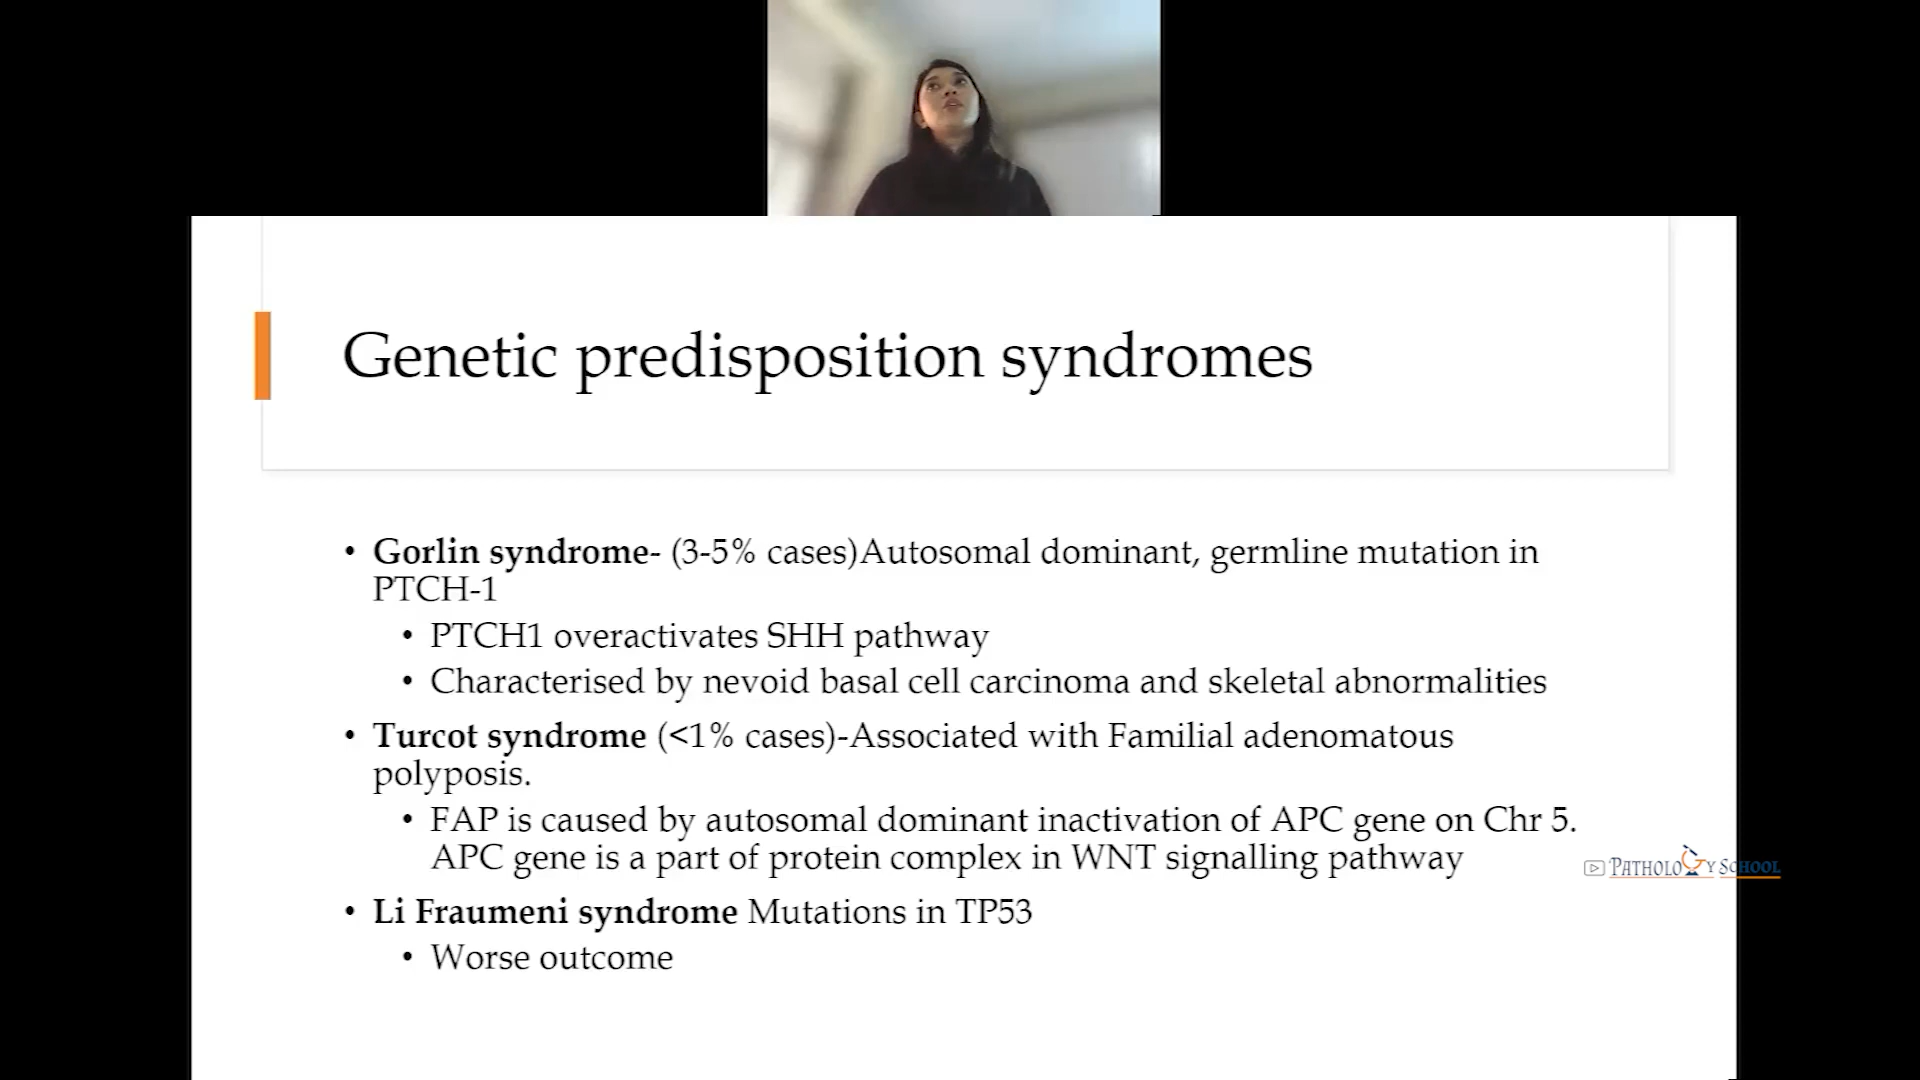 Genetic predisposition syndromes
• Gorlin syndrome- (3-5% cases)Autosomal dominant, germline mutation in
PTCH-1
• PTCH1 overactivates SHH pathway
• Characterised by nevoid basal cell carcinoma and skeletal abnormalities
• Turcot syndrome (<1% cases)-Associated with Familial adenomatous
polyposis.
• FAP is caused by autosomal dominant inactivation of APC gene on Chr 5.
APC gene is a part of protein complex in WNT signalling pathway
PATHOLOGY SCHOOL
• Li Fraumeni syndrome Mutations in TP53
• Worse outcome